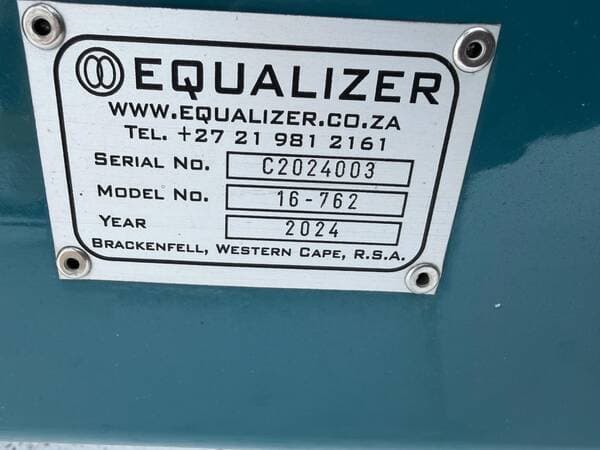 EQUALIZER
WWW.EQUALIZER.CO.ZA
TEL. +27 21 981 2161
SERIAL NO. C2024003
MODEL NO. 16-762
YEAR 2024
BRACKENFELL, WESTERN CAPE, R.S.A.